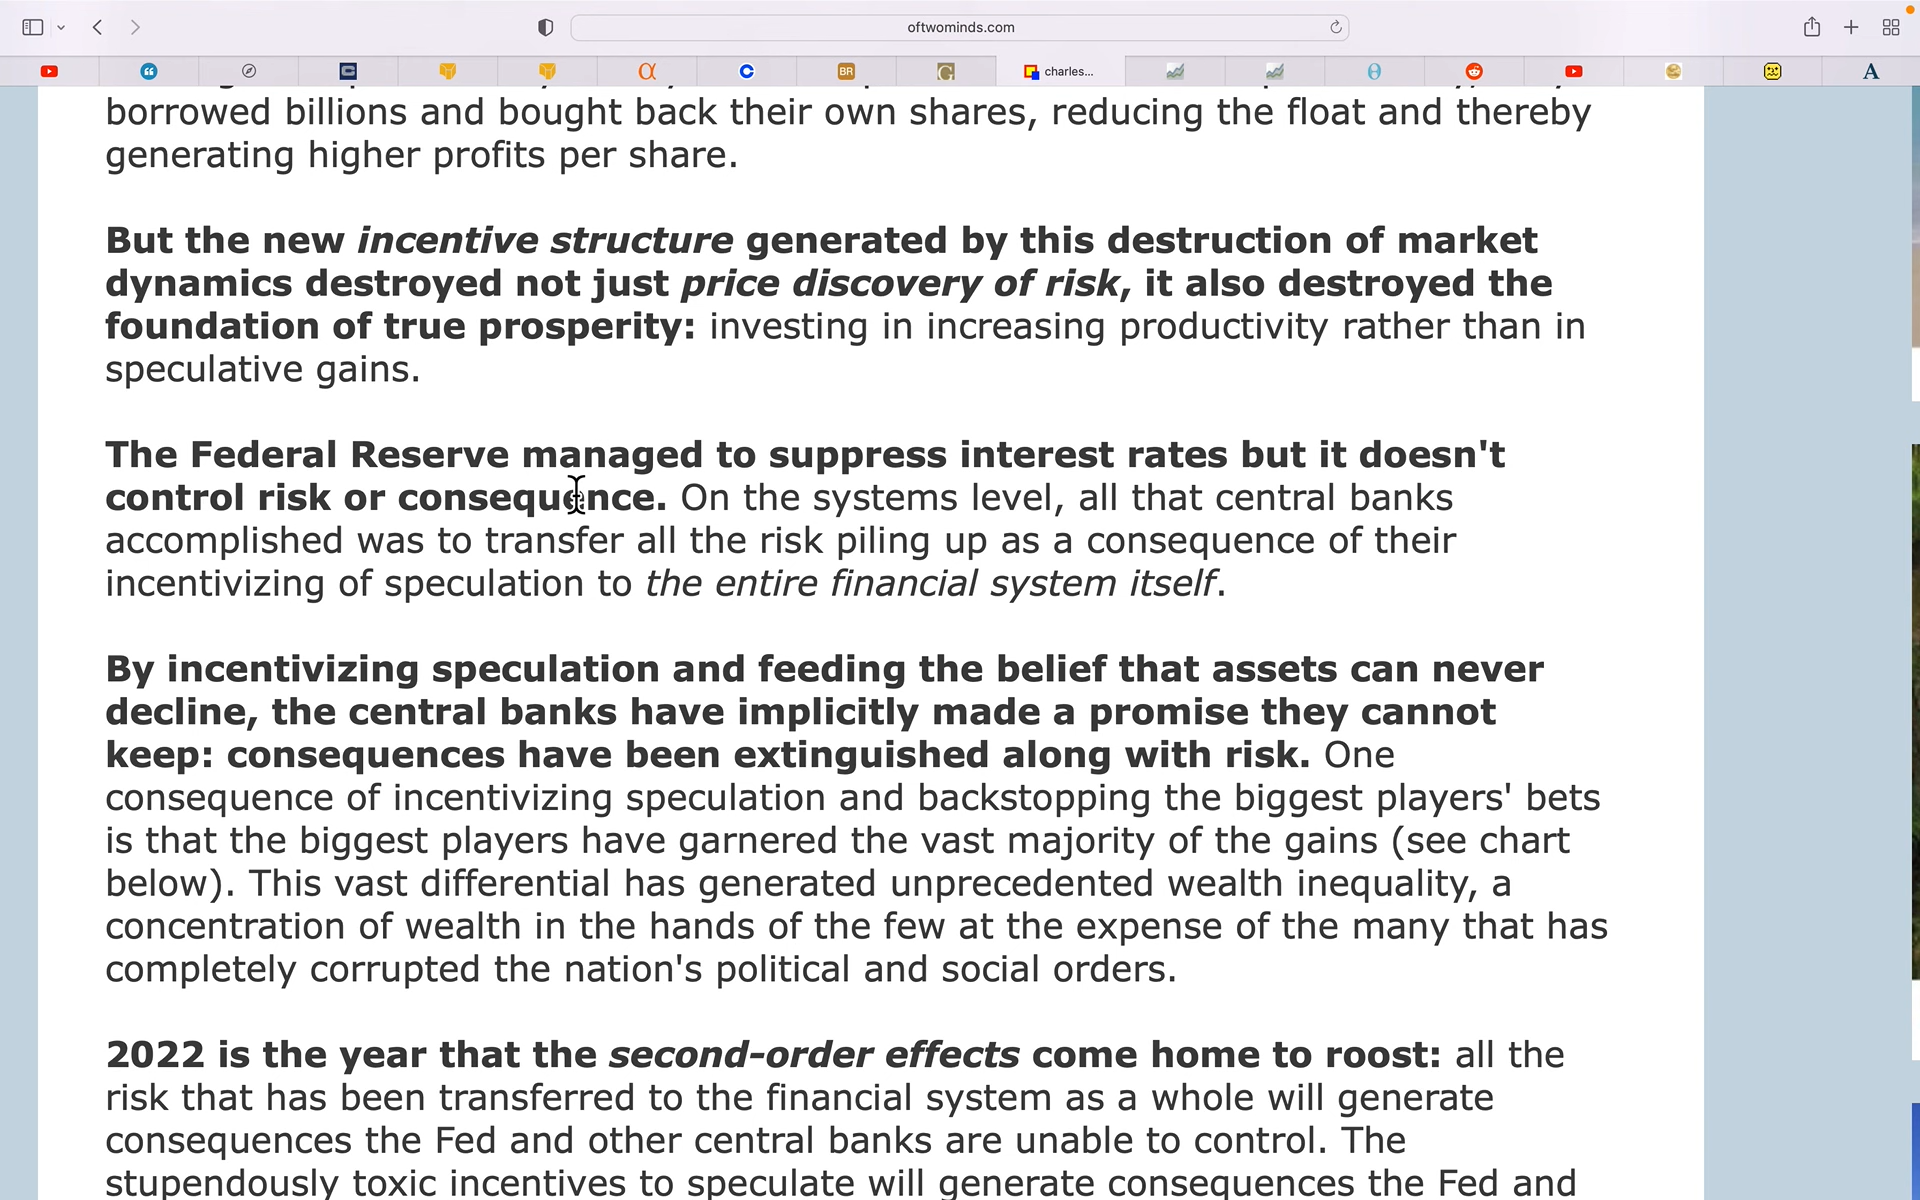 oftwominds.com
BR
G
charles...
A
borrowed billions and bought back their own shares, reducing the float and thereby
generating higher profits per share.
But the new incentive structure generated by this destruction of market
dynamics destroyed not just price discovery of risk, it also destroyed the
foundation of true prosperity: investing in increasing productivity rather than in
speculative gains.
The Federal Reserve managed to suppress interest rates but it doesn't
control risk or consequence. On the systems level, all that central banks
accomplished was to transfer all the risk piling up as a consequence of their
incentivizing of speculation to the entire financial system itself.
By incentivizing speculation and feeding the belief that assets can never
decline, the central banks have implicitly made a promise they cannot
keep: consequences have been extinguished along with risk. One
consequence of incentivizing speculation and backstopping the biggest players' bets
is that the biggest players have garnered the vast majority of the gains (see chart
below). This vast differential has generated unprecedented wealth inequality, a
concentration of wealth in the hands of the few at the expense of the many that has
completely corrupted the nation's political and social orders.
2022 is the year that the second-order effects come home to roost: all the
risk that has been transferred to the financial system as a whole will generate
consequences the Fed and other central banks are unable to control. The
stupendously toxic incentives to speculate will generate consequences the Fed and